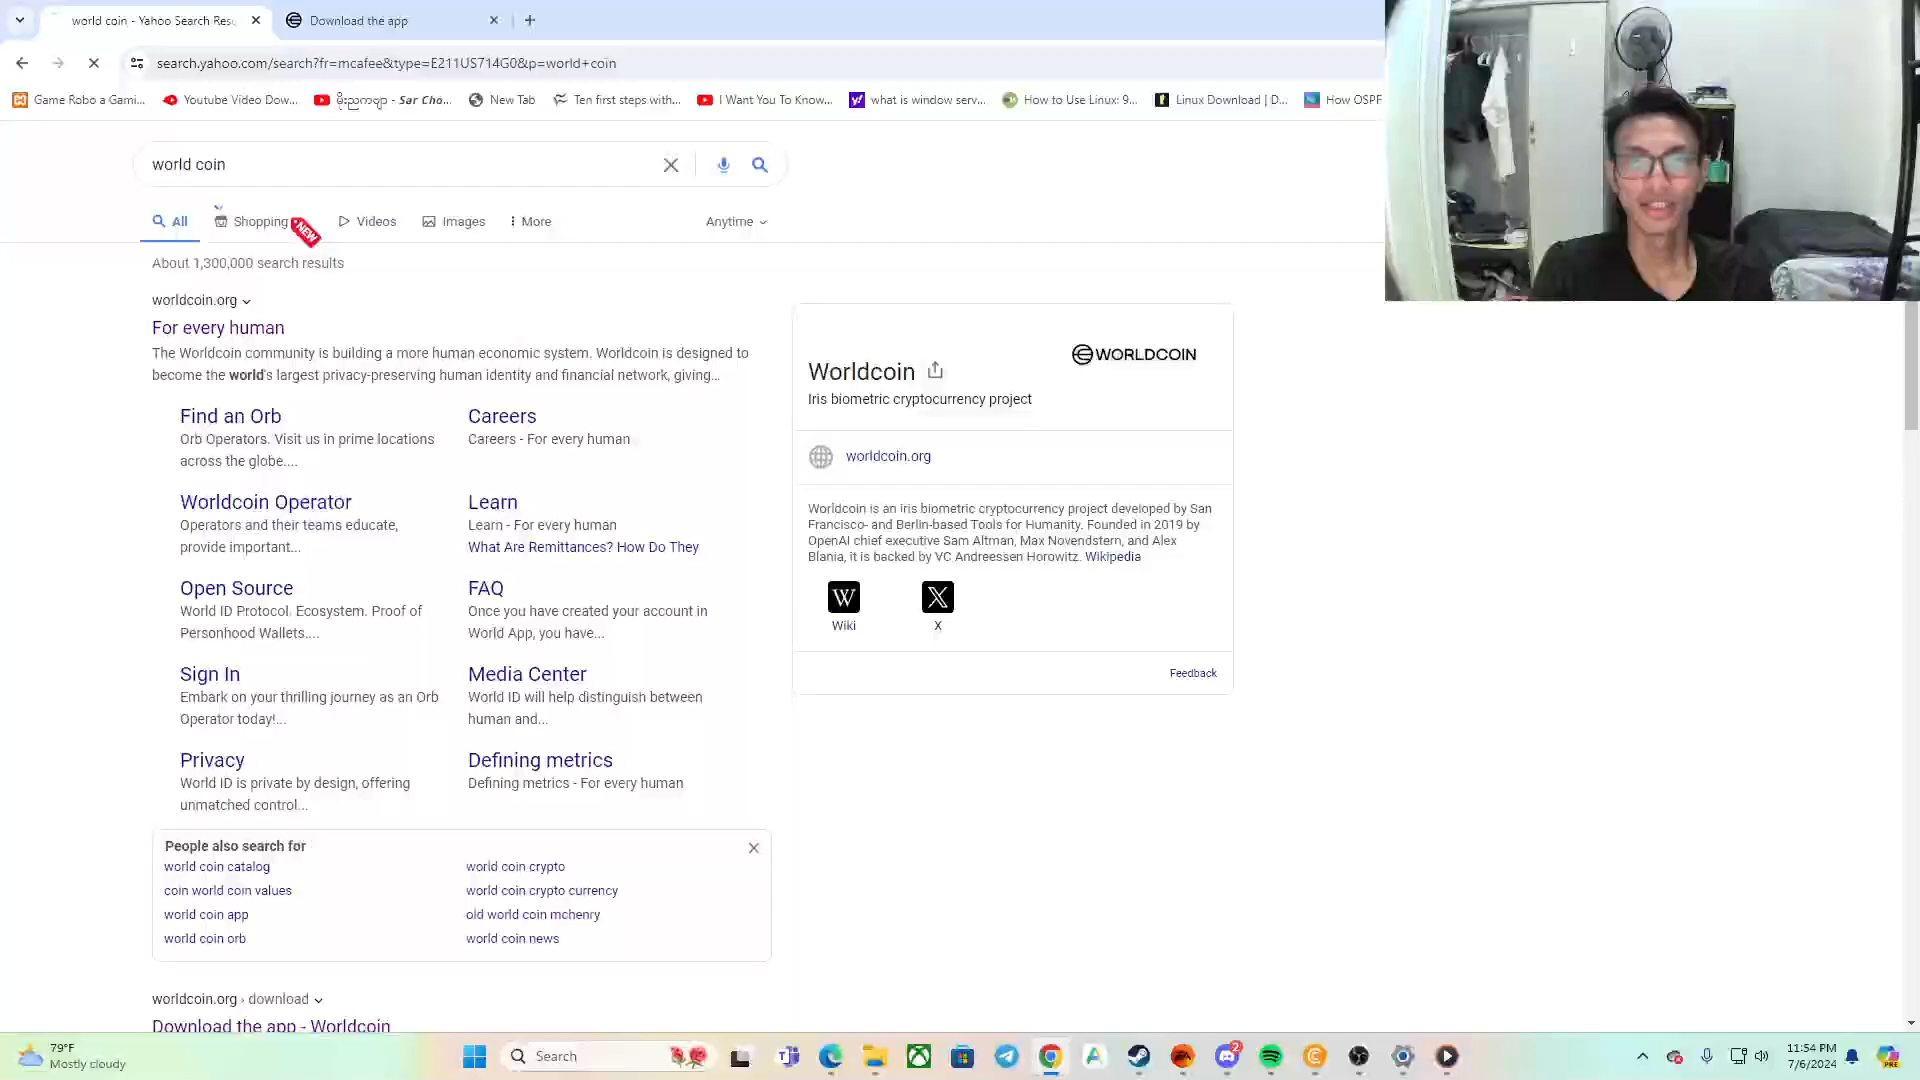 world coin - Yahoo Search Resu
Download the app
search.yahoo.com/search?fr=mcafee&type=E211US714G0&p=world+coin
Game Robo a Gami...
Youtube Video Dow...
Sar Cho...
New Tab
Ten first steps with...
I Want You To Know...
what is window serv...
How to Use Linux: 9...
Linux Download | D...
How OSPF
world coin
All
Shopping
NEW
Videos
Images
More
Anytime
About 1,300,000 search results
worldcoin.org
For every human
The Worldcoin community is building a more human economic system. Worldcoin is designed to
become the world's largest privacy-preserving human identity and financial network, giving...
Find an Orb
Orb Operators. Visit us in prime locations
across the globe....
Careers
Careers - For every human
Worldcoin Operator
Operators and their teams educate,
provide important...
Learn
Learn - For every human
What Are Remittances? How Do They
Open Source
World ID Protocol. Ecosystem. Proof of
Personhood Wallets....
FAQ
Once you have created your account in
World App, you have...
Sign In
Embark on your thrilling journey as an Orb
Operator today!...
Media Center
World ID will help distinguish between
human and...
Privacy
World ID is private by design, offering
unmatched control...
Defining metrics
Defining metrics - For every human
People also search for
world coin catalog
coin world coin values
world coin app
world coin orb
world coin crypto
world coin crypto currency
old world coin mchenry
world coin news
worldcoin.org › download
Download the app - Worldcoin
Worldcoin
WORLDCOIN
Iris biometric cryptocurrency project
worldcoin.org
Worldcoin is an iris biometric cryptocurrency project developed by San
Francisco- and Berlin-based Tools for Humanity. Founded in 2019 by
OpenAI chief executive Sam Altman, Max Novendstern, and Alex
Blania, it is backed by VC Andreessen Horowitz. Wikipedia
W
X
Wiki
X
Feedback
79°F
Mostly cloudy
Search
2
11:54 PM
7/6/2024
PRE